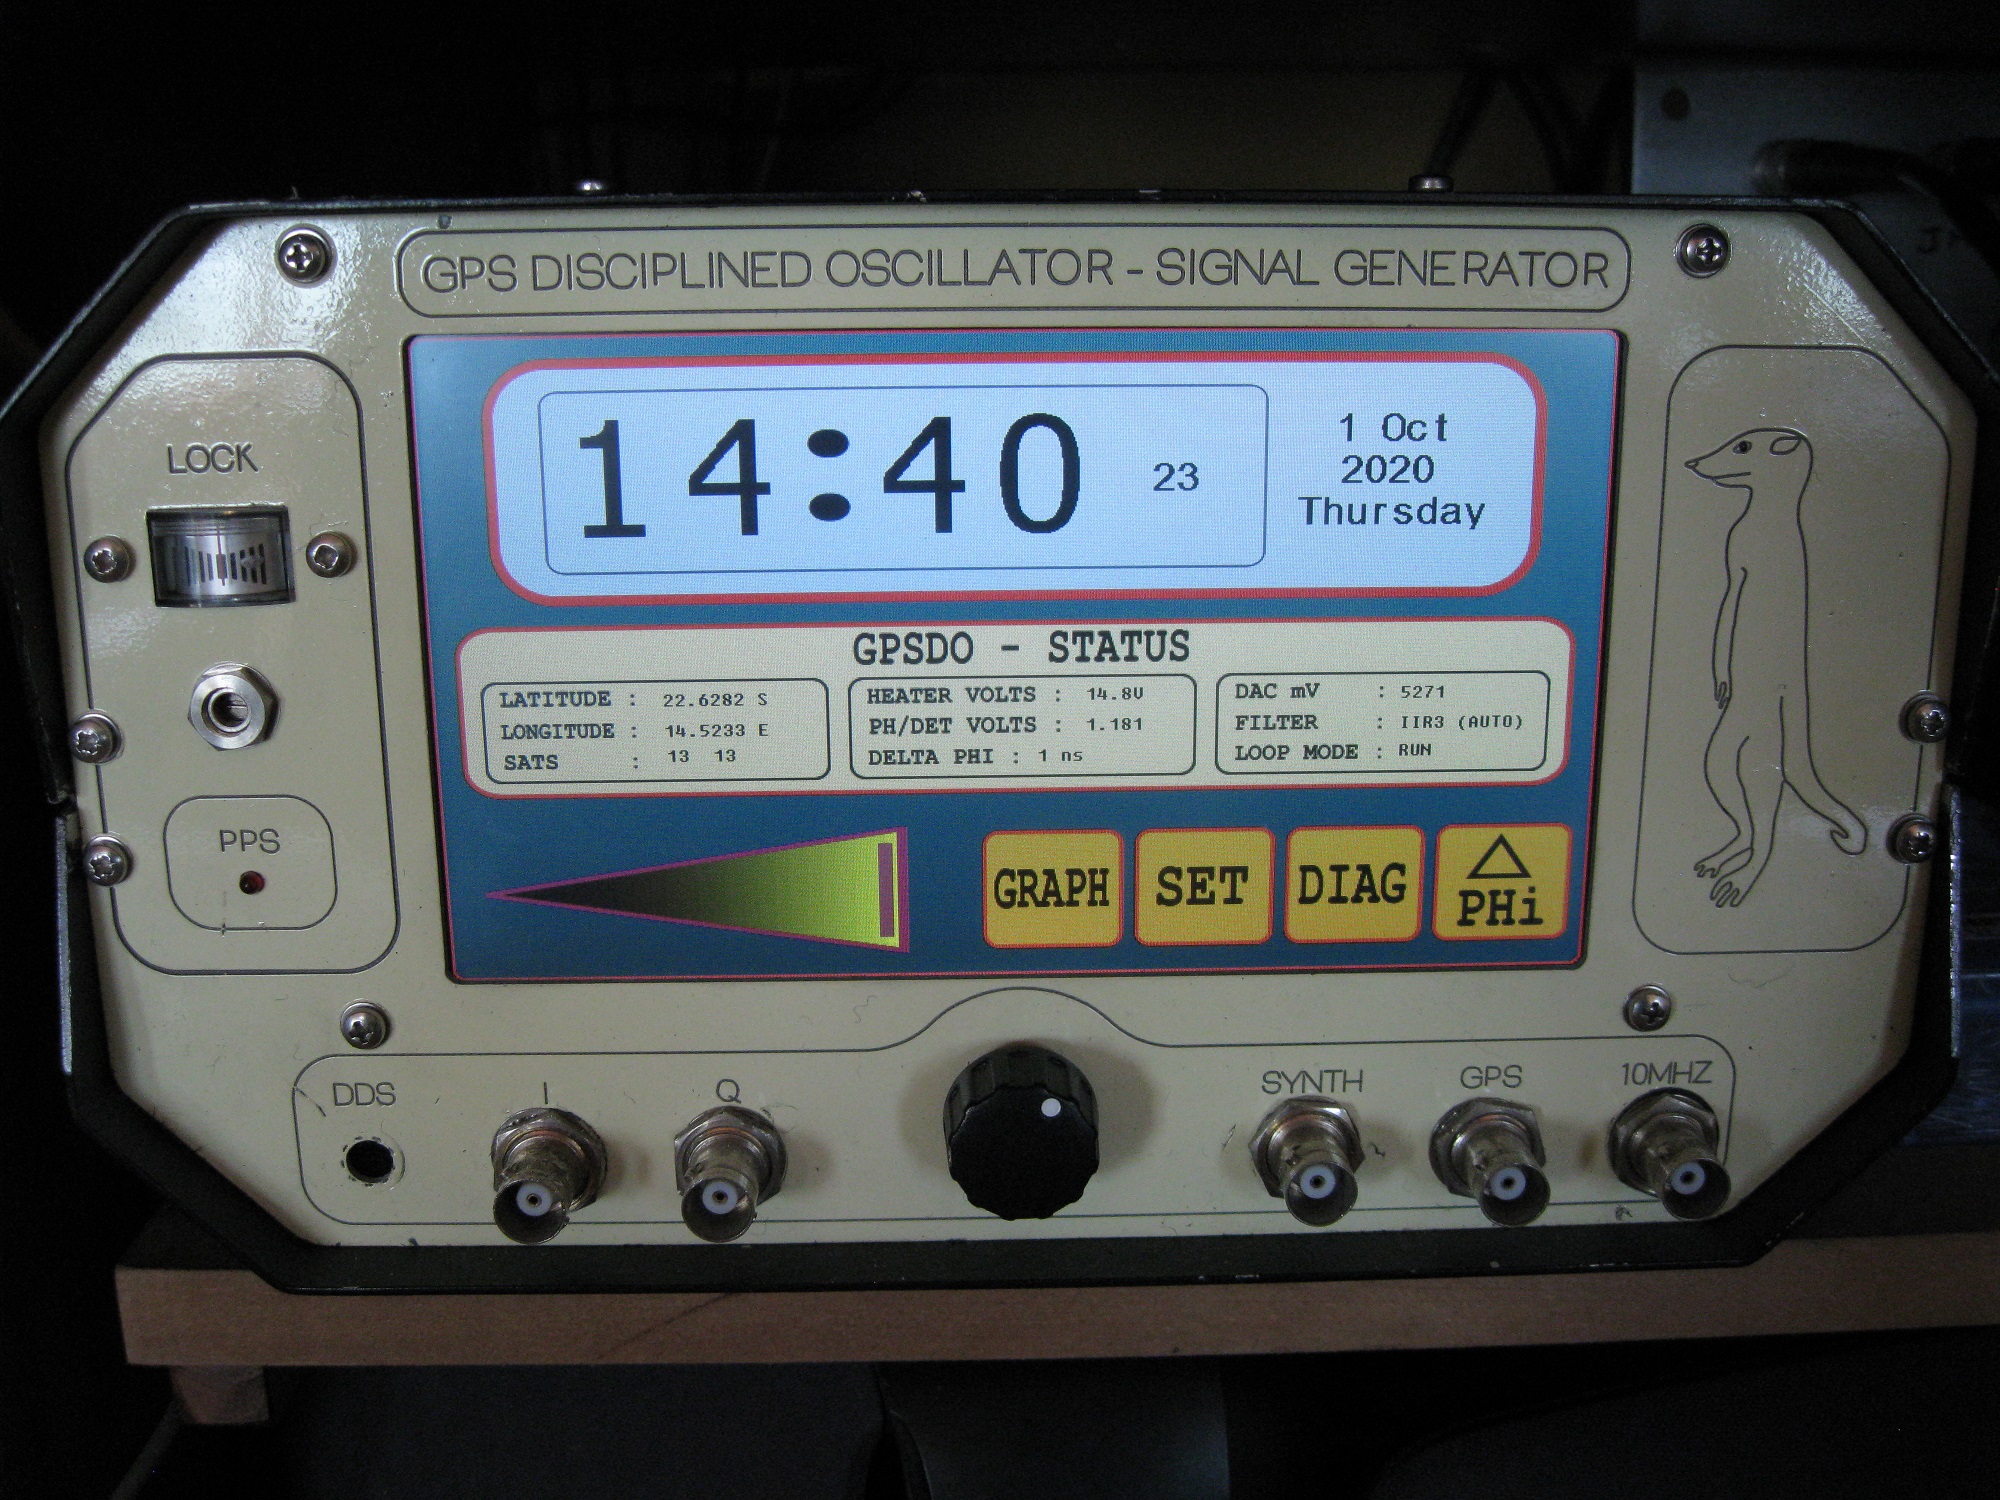 GPS DISCIPLINED OSCILLATOR - SIGNAL GENERATOR
LOCK
14:40 23
1 Oct
2020
Thursday
GPSDO - STATUS
LATITUDE : 22.6282 S
LONGITUDE : 14.5233 E
SATS : 13 13
HEATER VOLTS : 14.8V
PH/DET VOLTS : 1.181
DELTA PHI : 1 ns
DAC mV : 5271
FILTER : IIR3 (AUTO)
LOOP MODE : RUN
PPS
GRAPH
SET
DIAG
△
PHi
DDS
I
Q
SYNTH
GPS
10MHZ